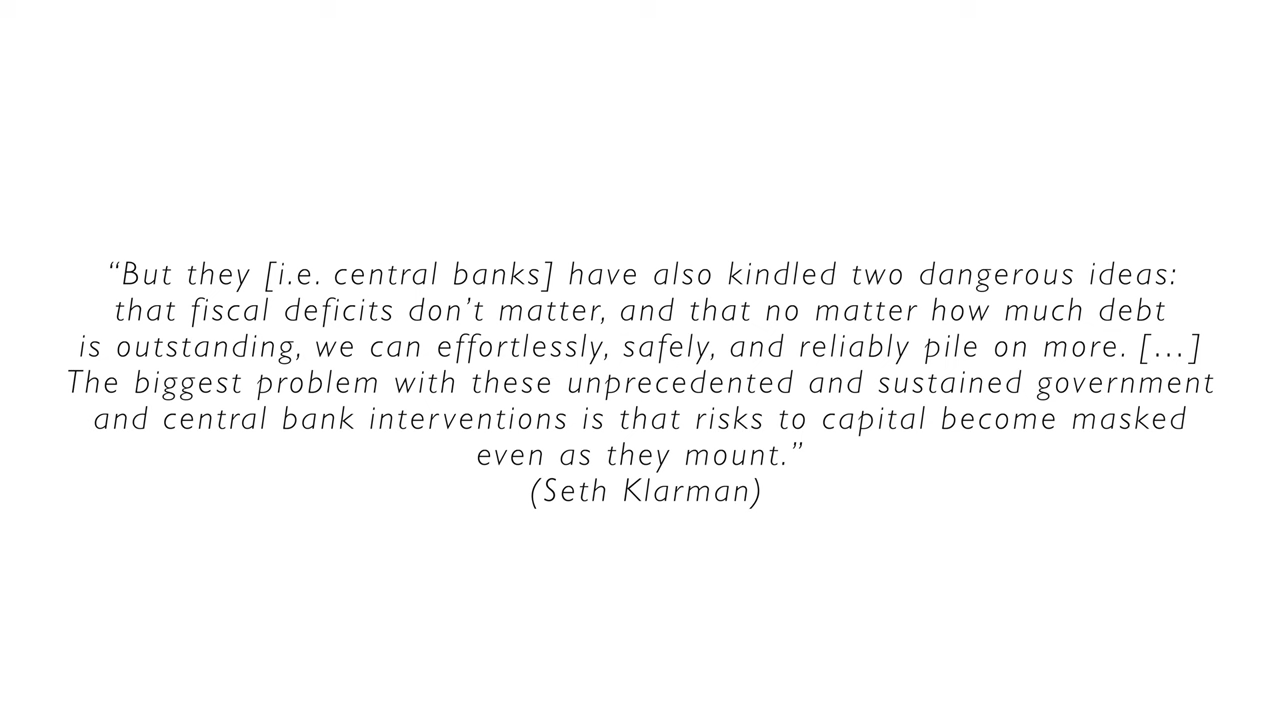 “But they [i.e. central banks] have also kindled two dangerous ideas:
that fiscal deficits don’t matter, and that no matter how much debt
is outstanding, we can effortlessly, safely, and reliably pile on more. […]
The biggest problem with these unprecedented and sustained government
and central bank interventions is that risks to capital become masked
even as they mount.”
(Seth Klarman)